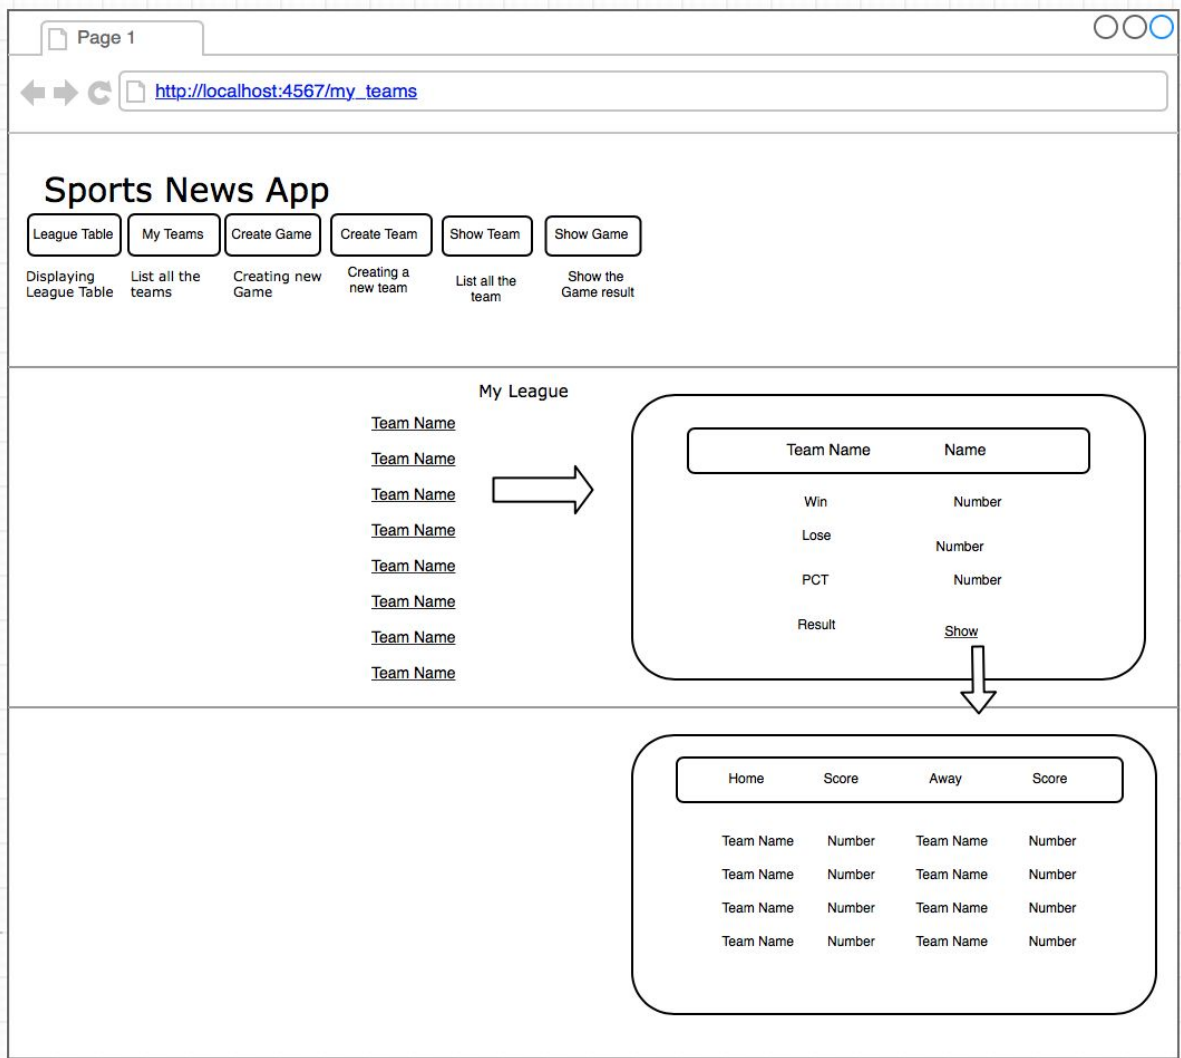 Page 1
http://localhost:4567/my_teams
Sports News App
League Table My Teams Create Game Create Team Show Team Show Game
Displaying
League Table
List all the
teams
Creating new
Game
Creating a
new team
List all the
team
Show the
Game result
My League
Team Name
Team Name
Team Name
Team Name
Team Name
Team Name
Team Name
Team Name
Team Name Name
Win Number
Lose Number
PCT Number
Result Show
Home Score Away Score
Team Name Number Team Name Number
Team Name Number Team Name Number
Team Name Number Team Name Number
Team Name Number Team Name Number